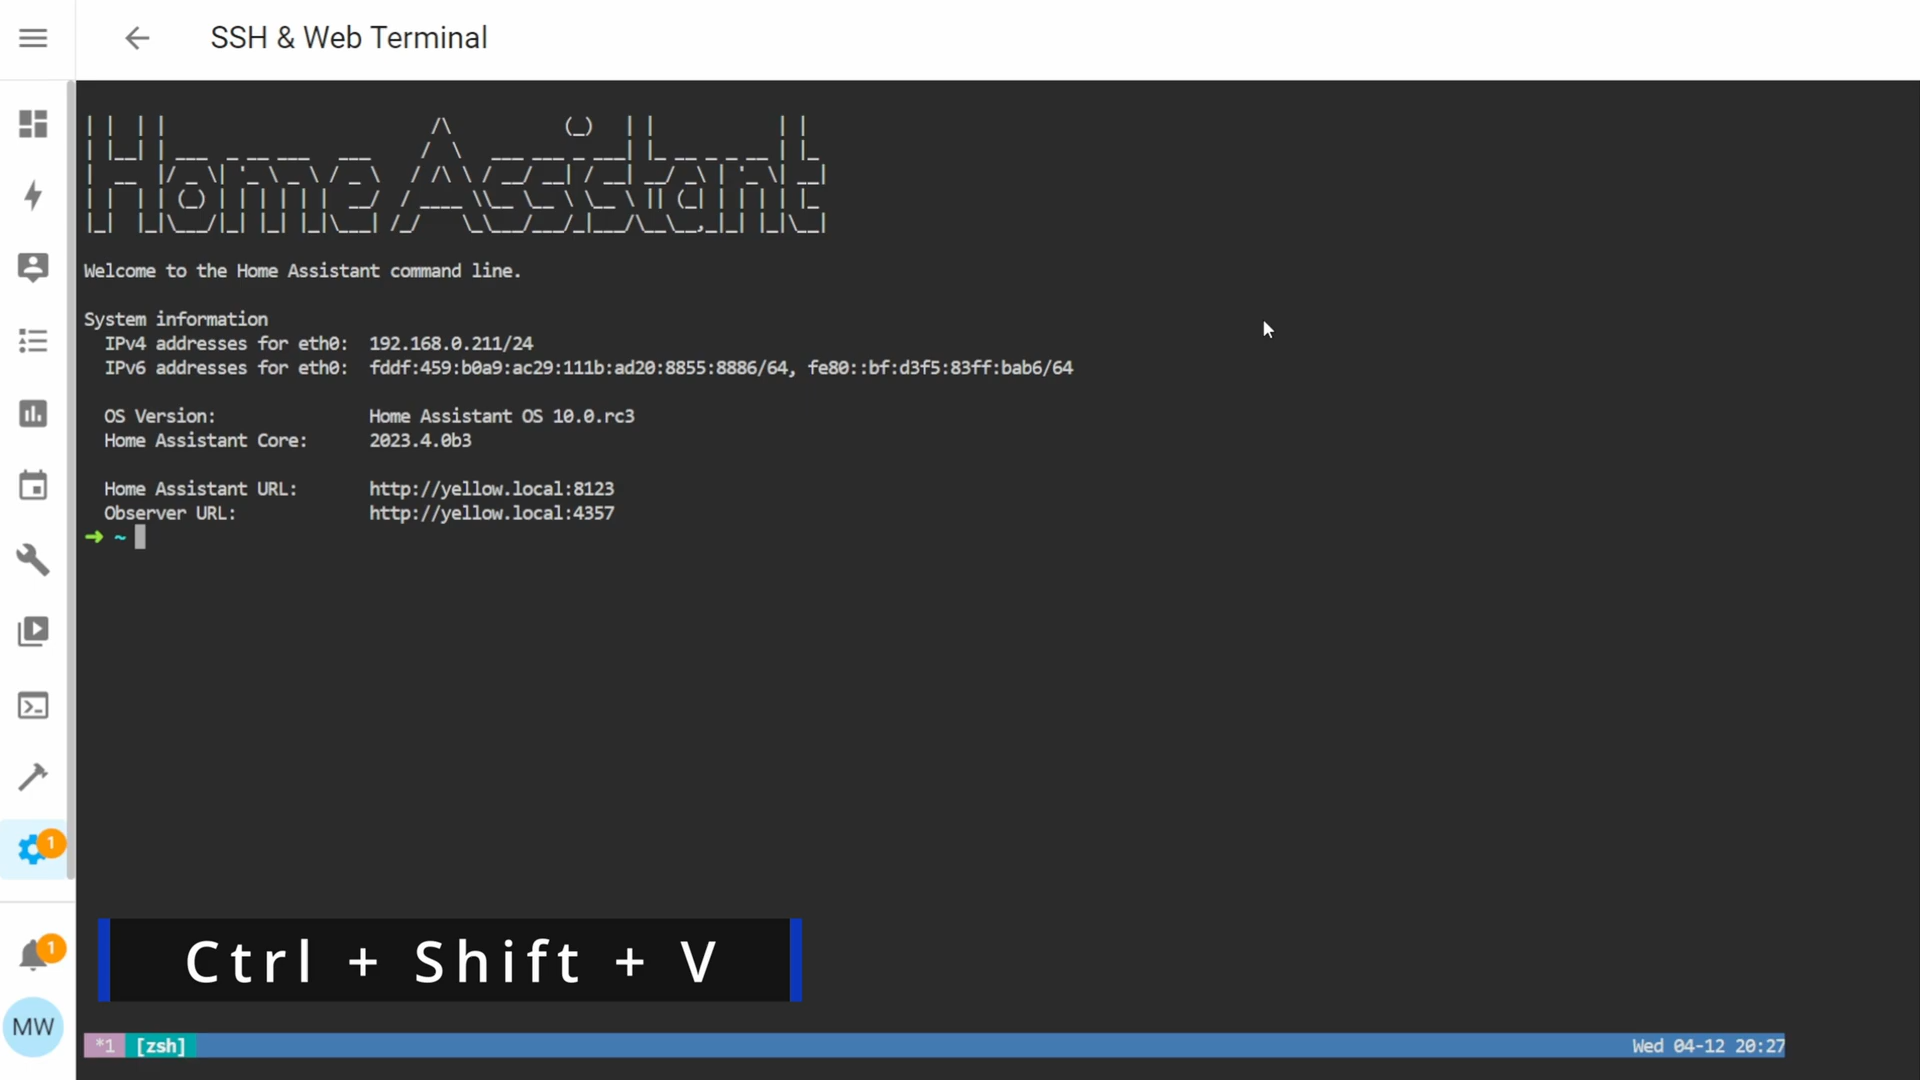 SSH & Web Terminal
Home Assistant
Welcome to the Home Assistant command line.
System information
IPv4 addresses for eth0: 192.168.0.211/24
IPv6 addresses for eth0: fddf:459:b0a9:ac29:111b:ad20:8855:8886/64, fe80::bf:d3f5:83ff:bab6/64
OS Version: Home Assistant OS 10.0.rc3
Home Assistant Core: 2023.4.0b3
Home Assistant URL: http://yellow.local:8123
Observer URL: http://yellow.local:4357
➜ ~
1
Ctrl + Shift + V
1
MW
*1 [zsh] Wed 04-12 20:27